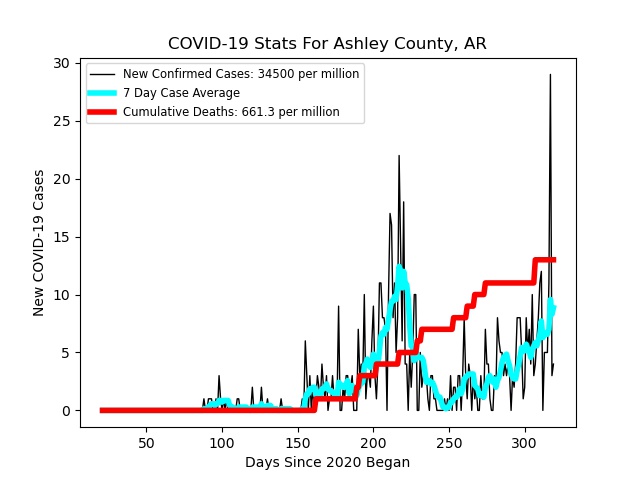 COVID-19 Stats For Ashley County, AR
New Confirmed Cases: 34500 per million
7 Day Case Average
Cumulative Deaths: 661.3 per million
New COVID-19 Cases
30
25
20
15
10
5
0
50 100 150 200 250 300
Days Since 2020 Began